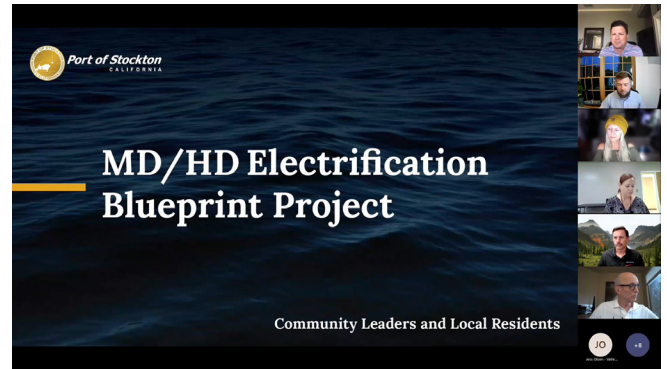 Port of Stockton
CALIFORNIA
MD/HD Electrification
Blueprint Project
Community Leaders and Local Residents
JO
+8